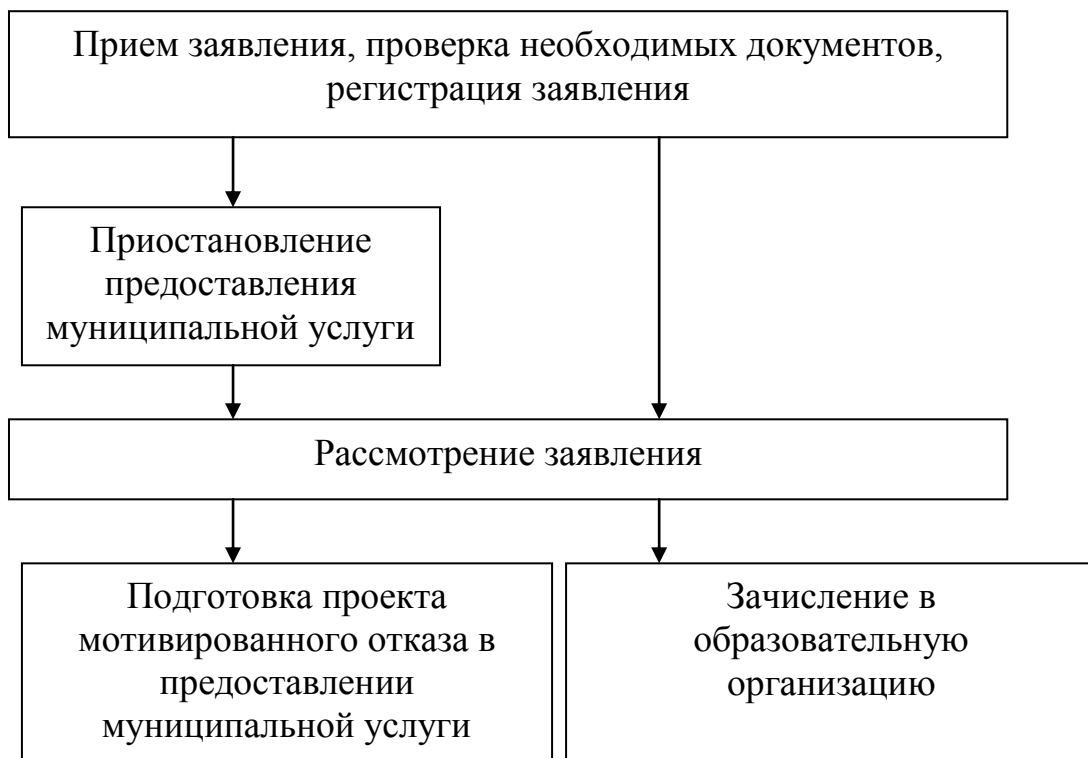 Прием заявления, проверка необходимых документов,
регистрация заявления
Приостановление
предоставления
муниципальной услуги
Рассмотрение заявления
Подготовка проекта
мотивированного отказа в
предоставлении
муниципальной услуги
Зачисление в
образовательную
организацию